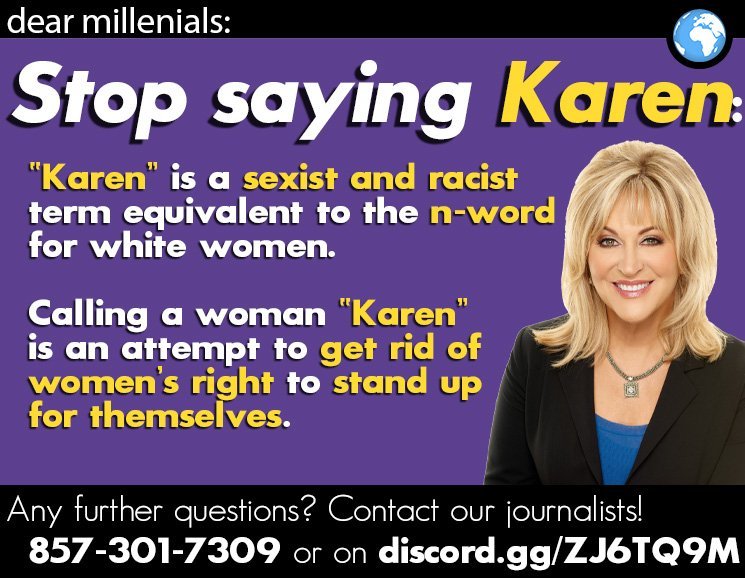 dear millenials:
Stop saying Karen:
"Karen" is a sexist and racist
term equivalent to the n-word
for white women.
Calling a woman "Karen"
is an attempt to get rid of
women's right to stand up
for themselves.
Any further questions? Contact our journalists!
857-301-7309 or on discord.gg/ZJ6TQ9M